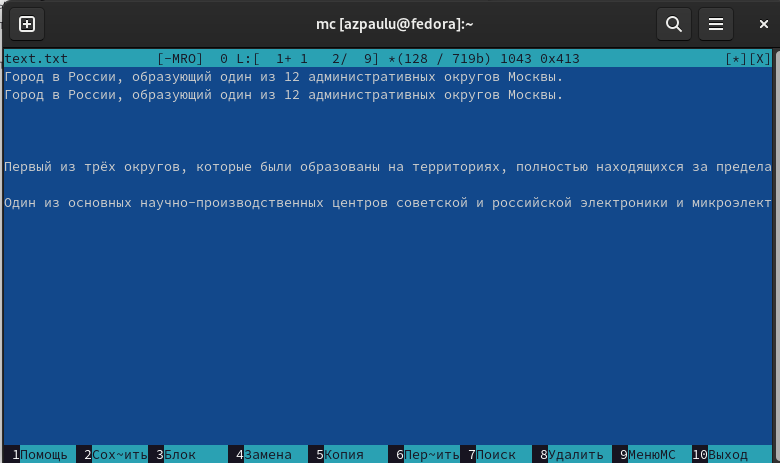 mc [azpaulu@fedora]:~
text.txt [-MRO] 0 L:[ 1+ 1 2/ 9] *(128 / 719b) 1043 0x413 [*][X]
Город в России, образующий один из 12 административных округов Москвы.
Город в России, образующий один из 12 административных округов Москвы.
Первый из трёх округов, которые были образованы на территориях, полностью находящихся за предела
Один из основных научно-производственных центров советской и российской электроники и микроэлект
1Помощь 2Сох~ить 3Блок 4Замена 5Копия 6Пер~ить 7Поиск 8Удалить 9МенюМС 10Выход